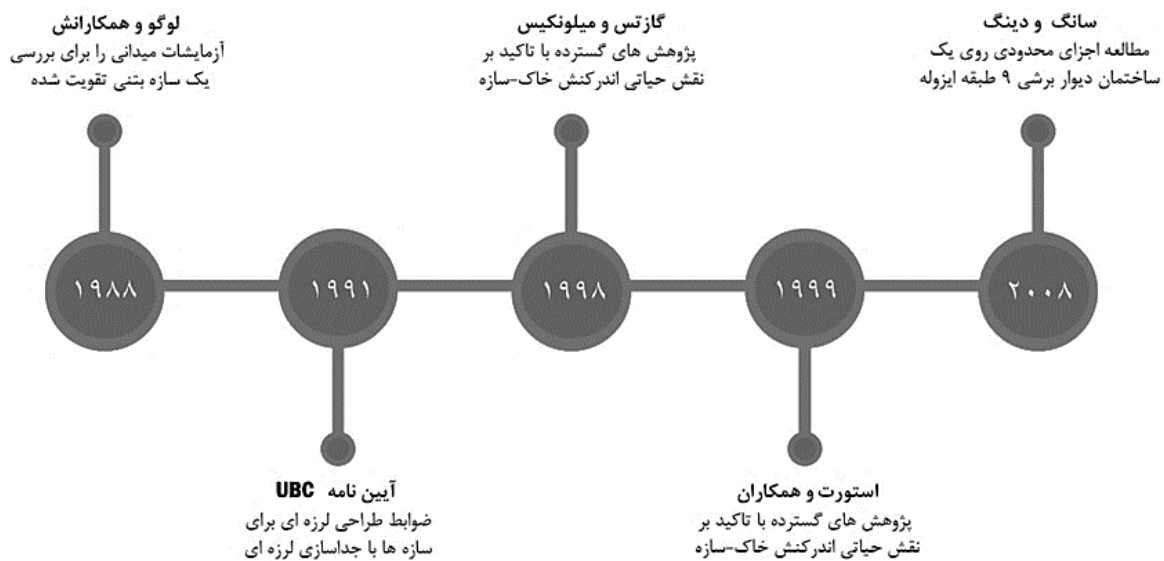 لوگو و همکارانش
آزمایشات میدانی را برای بررسی
یک سازه بتنی تقویت شده
۱۹۸۸
آیین نامه UBC
ضوابط طراحی لرزه ای برای
سازه ها با جداسازی لرزه ای
۱۹۹۱
گازتس و میلونکیس
پژوهش های گسترده با تاکید بر
نقش حیاتی اندرکنش خاک-سازه
۱۹۹۸
استورت و همکاران
پژوهش های گسترده با تاکید بر
نقش حیاتی اندرکنش خاک-سازه
۱۹۹۹
سانگ و دینگ
مطالعه اجزای محدودی روی یک
ساختمان دیوار برشی ۹ طبقه ایزوله
۲۰۰۸